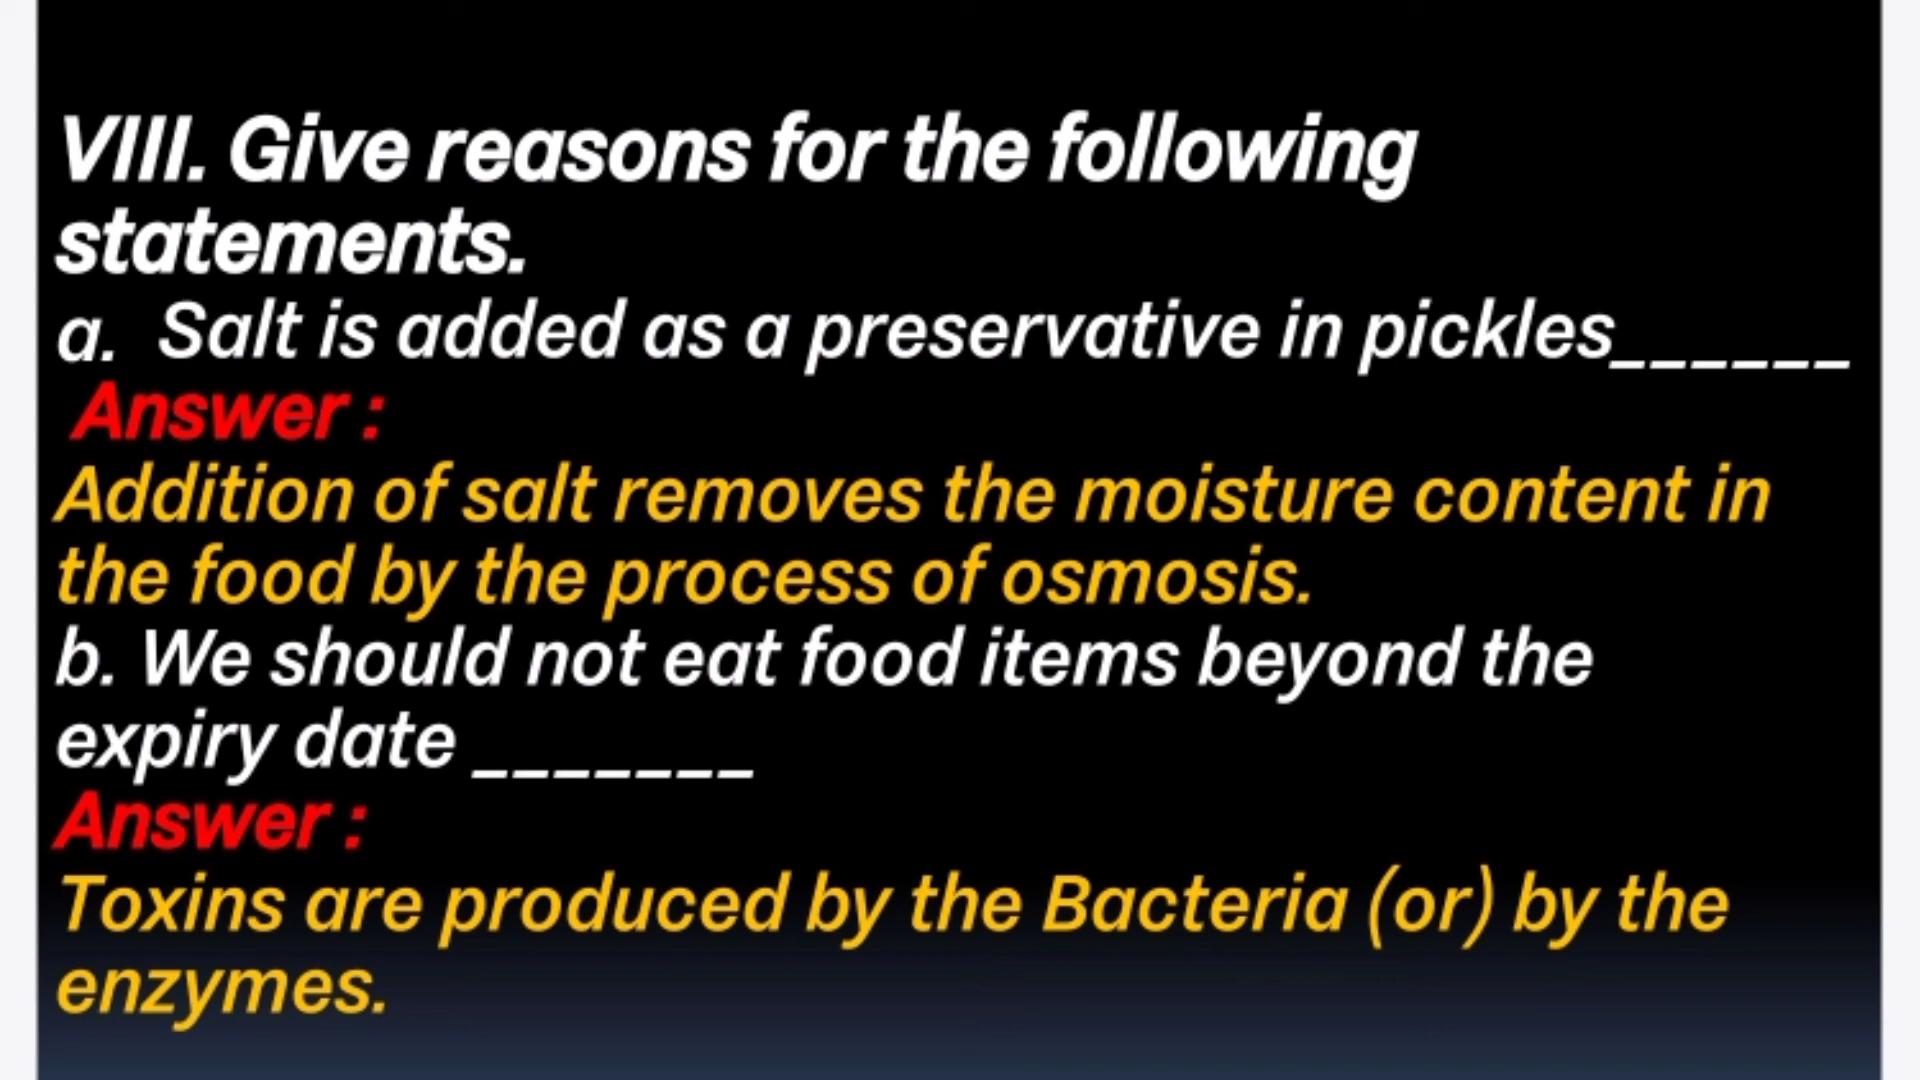 VIII. Give reasons for the following
statements.
a. Salt is added as a preservative in pickles______
Answer :
Addition of salt removes the moisture content in
the food by the process of osmosis.
b. We should not eat food items beyond the
expiry date _______
Answer :
Toxins are produced by the Bacteria (or) by the
enzymes.